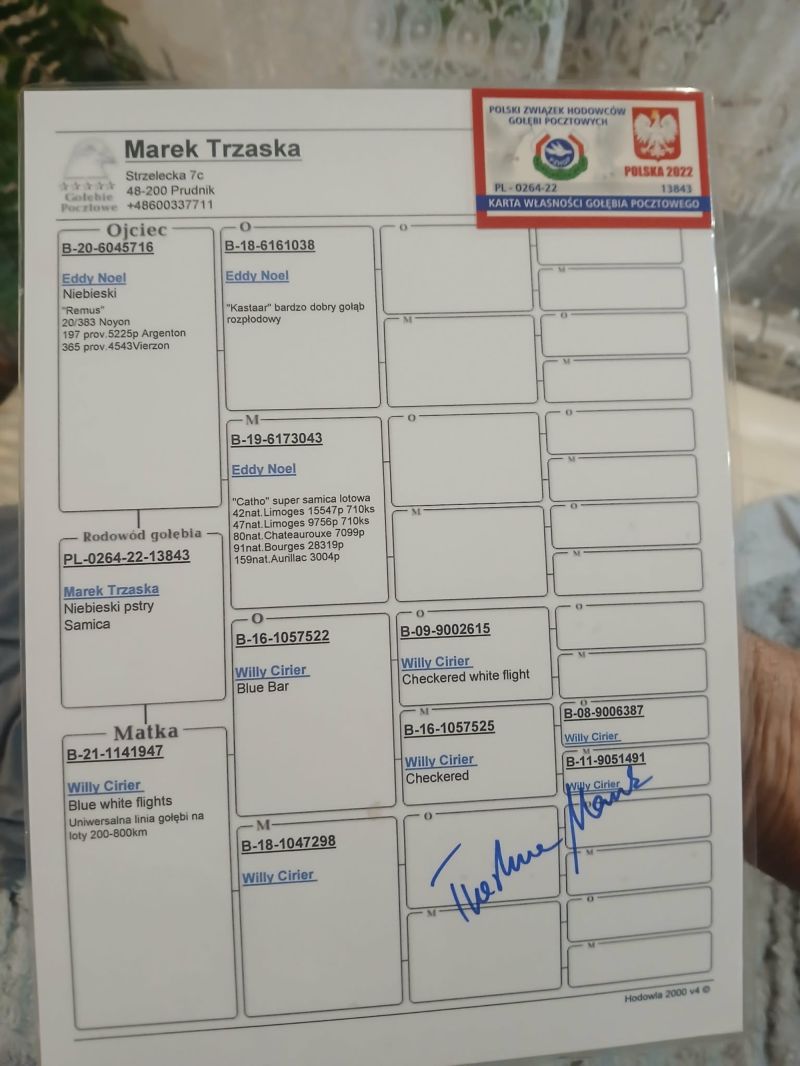 Marek Trzaska
Strzelecka 7c
48-200 Prudnik
+48600337711
Gołębie
Pocztowe
POLSKI ZWIĄZEK HODOWCÓW
GOŁĘBI POCZTOWYCH
POLSKA 2022
PL - 0264-22 13843
KARTA WŁASNOŚCI GOŁĘBIA POCZTOWEGO
Ojciec
B-20-6045716
Eddy Noel
Niebieski
"Remus"
20/383 Noyon
197 prov.5225p Argenton
365 prov.4543Vierzon
Rodowód gołębia
PL-0264-22-13843
Marek Trzaska
Niebieski pstry
Samica
Matka
B-21-1141947
Willy Cirier
Blue white flights
Uniwersalna linia gołębi na
loty 200-800km
O
B-18-6161038
Eddy Noel
"Kastaar" bardzo dobry gołąb
rozpłodowy
M
B-19-6173043
Eddy Noel
"Catho" super samica lotowa
42nat.Limoges 15547p 710ks
47nat.Limoges 9756p 710ks
80nat.Chateaurouxe 7099p
91nat.Bourges 28319p
159nat.Aurillac 3004p
O
B-16-1057522
Willy Cirier
Blue Bar
M
B-18-1047298
Willy Cirier
O
M
O
M
O
B-09-9002615
Willy Cirier
Checkered white flight
M
B-16-1057525
Willy Cirier
Checkered
O
M
M
O
M
O
M
O
M
O
M
O
B-08-9006387
Willy Cirier
M
B-11-9051491
Willy Cirier
M
O
M
Hodowla 2000 v4 ©